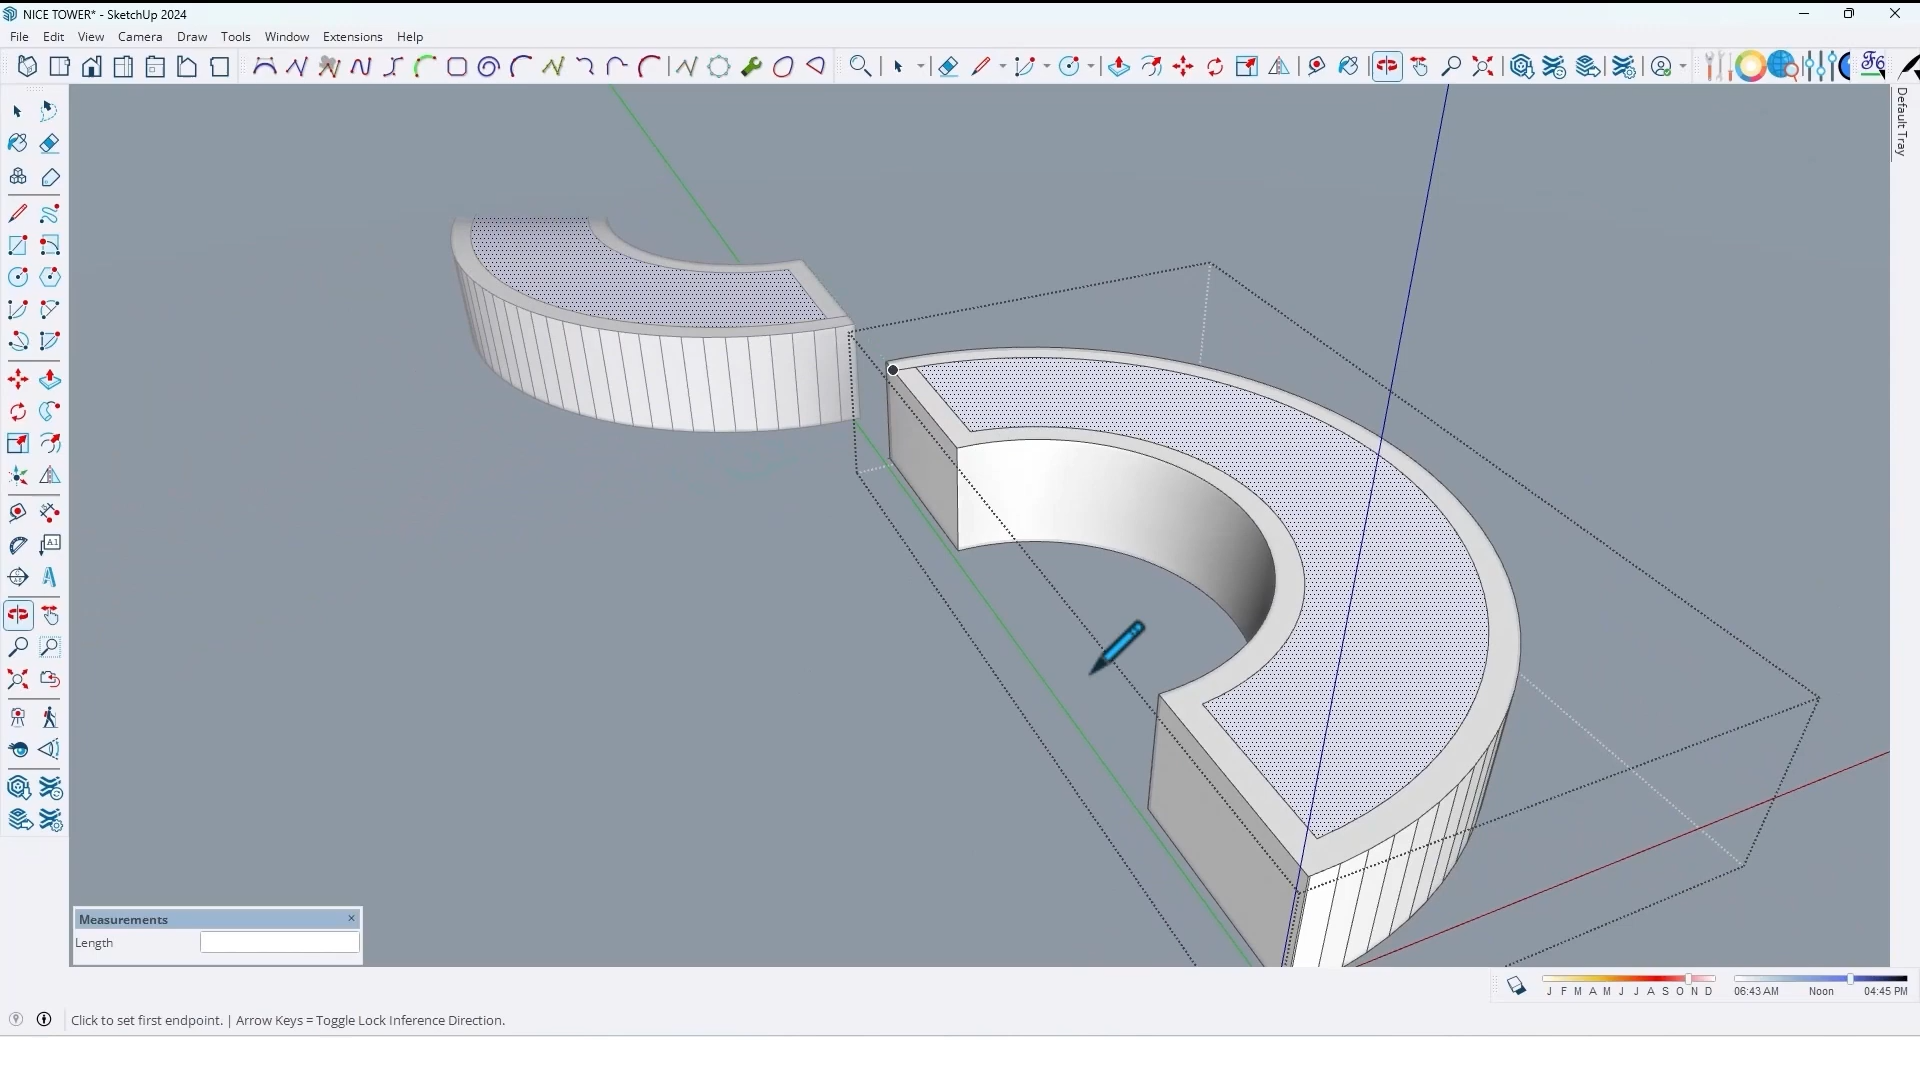 NICE TOWER* - SketchUp 2024
File Edit View Camera Draw Tools Window Extensions Help
Default Tray
A1
Measurements
Length
J F M A M J J A S O N D
06:43 AM Noon 04:45 PM
Click to set first endpoint. | Arrow Keys = Toggle Lock Inference Direction.